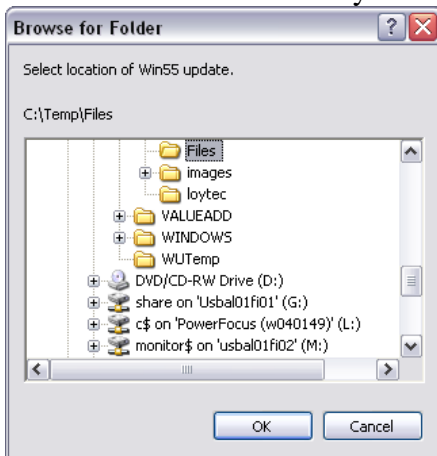 Browse for Folder
Select location of Win55 update.
C:\Temp\Files
Files
images
loytec
VALUEADD
WINDOWS
WUTemp
DVD/CD-RW Drive (D:)
share on 'Usbal01fi01' (G:)
c$ on 'PowerFocus (w040149)' (L:)
monitor$ on 'usbal01fi02' (M:)
OK
Cancel